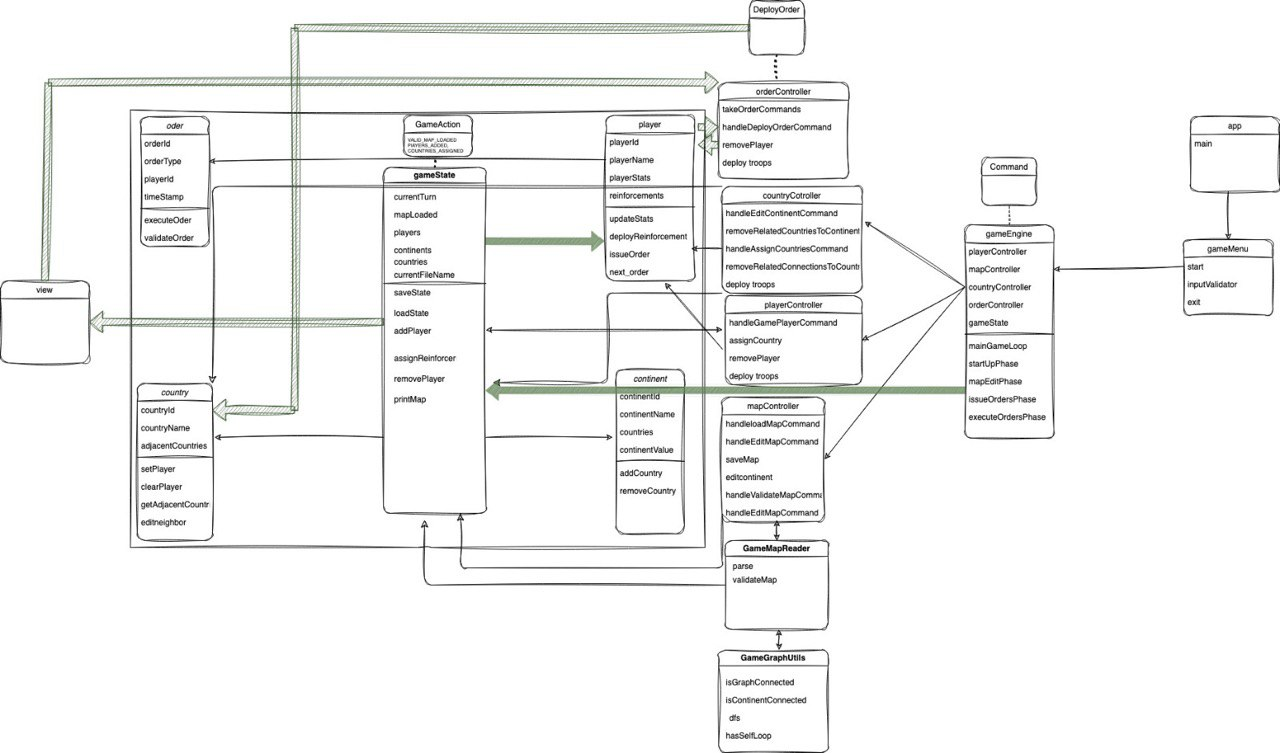 DeployOrder
orderController
takeOrderCommands
handleDeployOrderCommand
removePlayer
deploy troops
oder
orderId
orderType
playerId
timeStamp
executeOder
validateOrder
GameAction
VALID_MAP_LOADED
PLAYERS_ADDED,
COUNTRIES_ASSIGNED
gameState
currentTurn
mapLoaded
players
continents
countries
currentFileName
saveState
loadState
addPlayer
assignReinforcer
removePlayer
printMap
player
playerId
playerName
playerStats
reinforcements
updateStats
deployReinforcement
issueOrder
next_order
countryCotroller
handleEditContinentCommand
removeRelatedCountriesToContinent
handleAssignCountriesCommand
removeRelatedConnectionsToCount
deploy troops
playerController
handleGamePlayerCommand
assignCountry
removePlayer
deploy troops
Command
gameEngine
playerController
mapController
countryController
orderController
gameState
mainGameLoop
startUpPhase
mapEditPhase
issueOrdersPhase
executeOrdersPhase
app
main
gameMenu
start
inputValidator
exit
view
country
countryId
countryName
adjacentCountries
setPlayer
clearPlayer
getAdjacentCountr
editneighbor
continent
continentId
continentName
countries
continentValue
addCountry
removeCountry
mapController
handleloadMapCommand
handleEditMapCommand
saveMap
editcontinent
handleValidateMapComma
handleEditMapCommand
GameMapReader
parse
validateMap
GameGraphUtils
isGraphConnected
isContinentConnected
dfs
hasSelfLoop